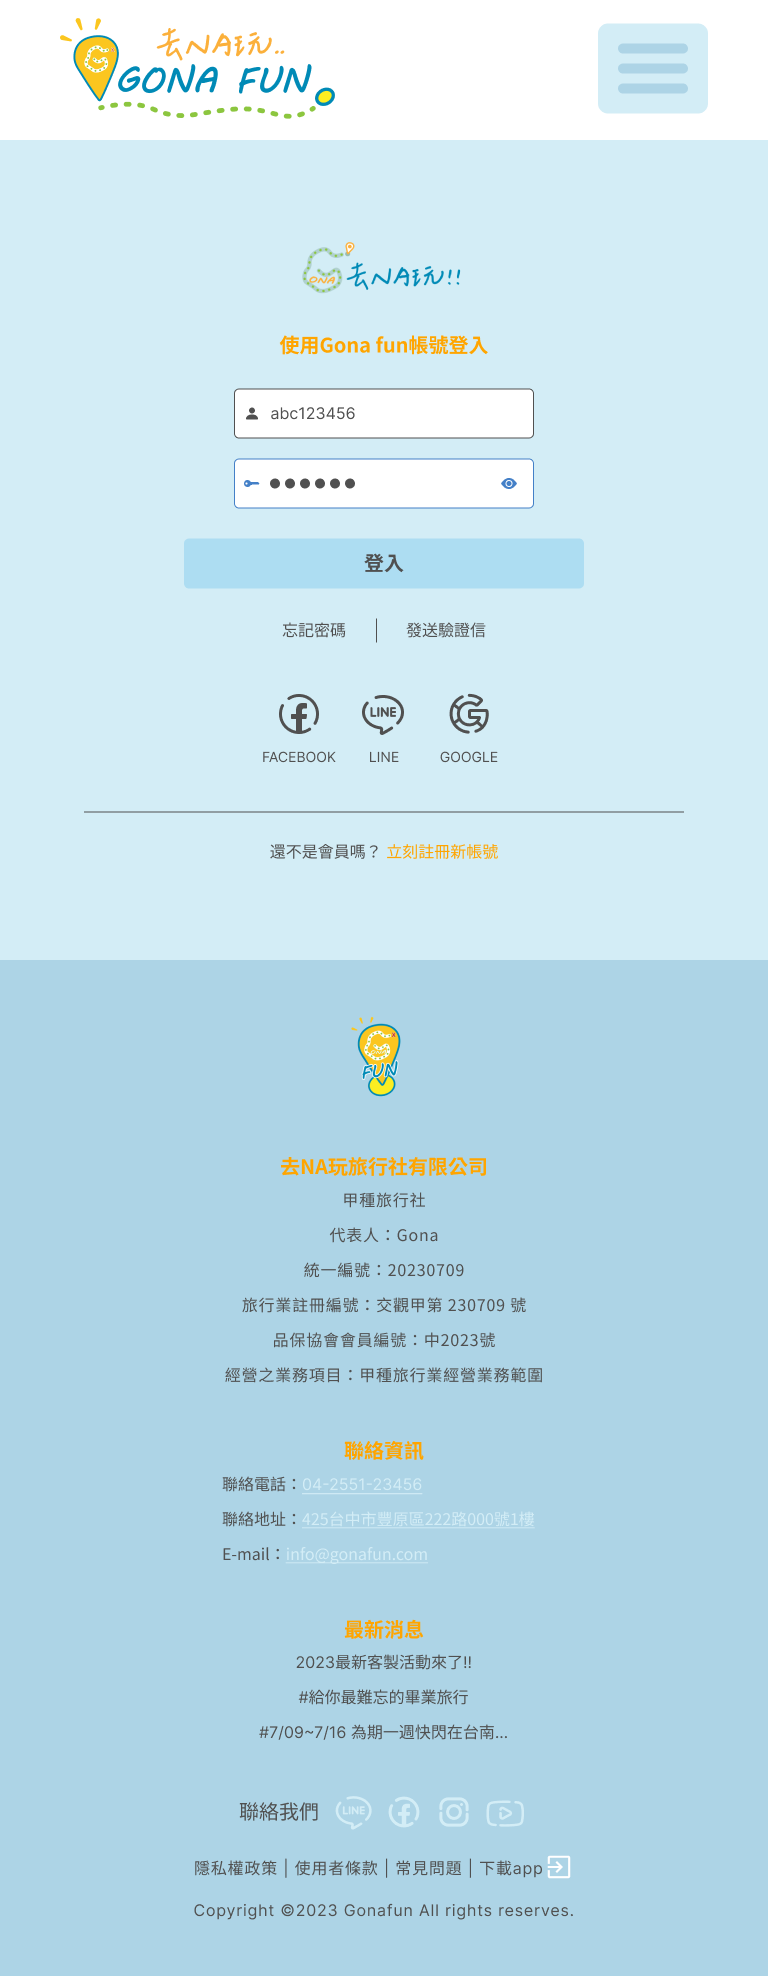 去NA玩..
GONA FUN
GONA 去NA玩!!
使用Gona fun帳號登入
abc123456
登入
忘記密碼 | 發送驗證信
LINE
FACEBOOK LINE GOOGLE
還不是會員嗎？ 立刻註冊新帳號
G
FUN
去NA玩旅行社有限公司
甲種旅行社
代表人：Gona
統一編號：20230709
旅行業註冊編號：交觀甲第 230709 號
品保協會會員編號：中2023號
經營之業務項目：甲種旅行業經營業務範圍
聯絡資訊
聯絡電話：04-2551-23456
聯絡地址：425台中市豐原區222路000號1樓
E-mail：info@gonafun.com
最新消息
2023最新客製活動來了!!
#給你最難忘的畢業旅行
#7/09~7/16 為期一週快閃在台南...
聯絡我們 LINE
隱私權政策 | 使用者條款 | 常見問題 | 下載app
Copyright ©2023 Gonafun All rights reserves.